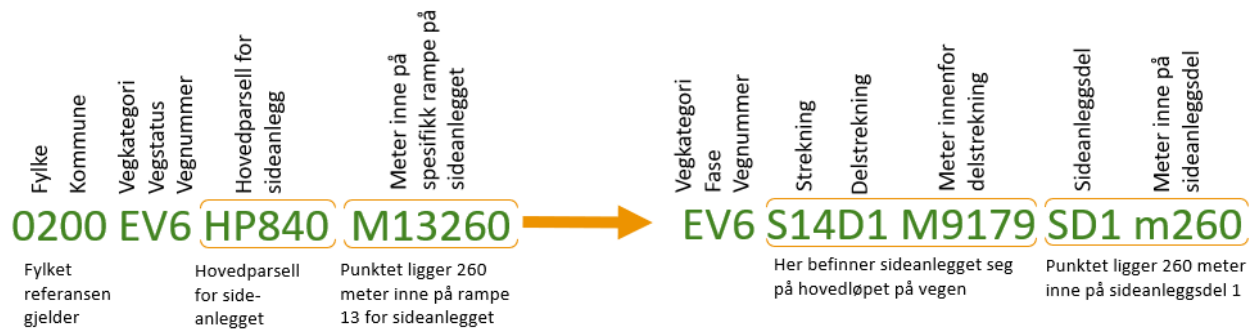 Fylke
Kommune
Vegkategori
Vegstatus
Vegnummer
Hovedparsell for
sideanlegg
Meter inne på
spesifikk rampe på
sideanlegget
Vegkategori
Fase
Vegnummer
Strekning
Delstrekning
Meter innenfor
delstrekning
Sideanleggsdel
Meter inne på
sideanleggsdel
0200 EV6 HP840 M13260
EV6 S14D1 M9179 SD1 m260
Fylket
referansen
gjelder
Hovedparsell
for side-
anlegget
Punktet ligger 260
meter inne på rampe
13 for sideanlegget
Her befinner sideanlegget seg
på hovedløpet på vegen
Punktet ligger 260 meter
inne på sideanleggsdel 1